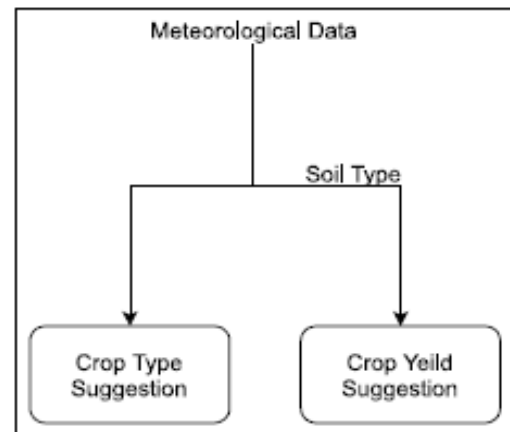 Meteorological Data
Soil Type
Crop Type
Suggestion
Crop Yeild
Suggestion